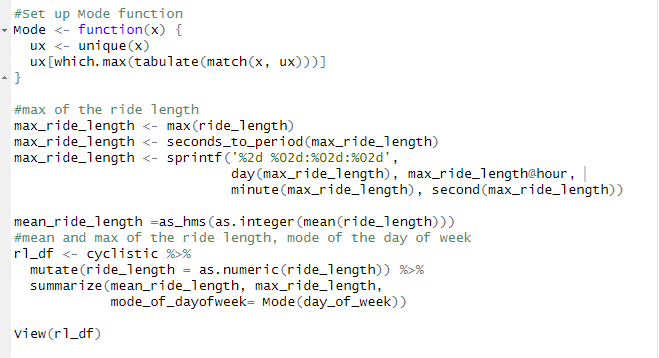 #Set up Mode function
Mode <- function(x) {
  ux <- unique(x)
  ux[which.max(tabulate(match(x, ux)))]
}

#max of the ride length
max_ride_length <- max(ride_length)
max_ride_length <- seconds_to_period(max_ride_length)
max_ride_length <- sprintf('%2d %02d:%02d:%02d',
                           day(max_ride_length), max_ride_length@hour,
                           minute(max_ride_length), second(max_ride_length))

mean_ride_length =as_hms(as.integer(mean(ride_length)))
#mean and max of the ride length, mode of the day of week
rl_df <- cyclistic %>%
  mutate(ride_length = as.numeric(ride_length)) %>%
  summarize(mean_ride_length, max_ride_length,
            mode_of_dayofweek= Mode(day_of_week))

View(rl_df)